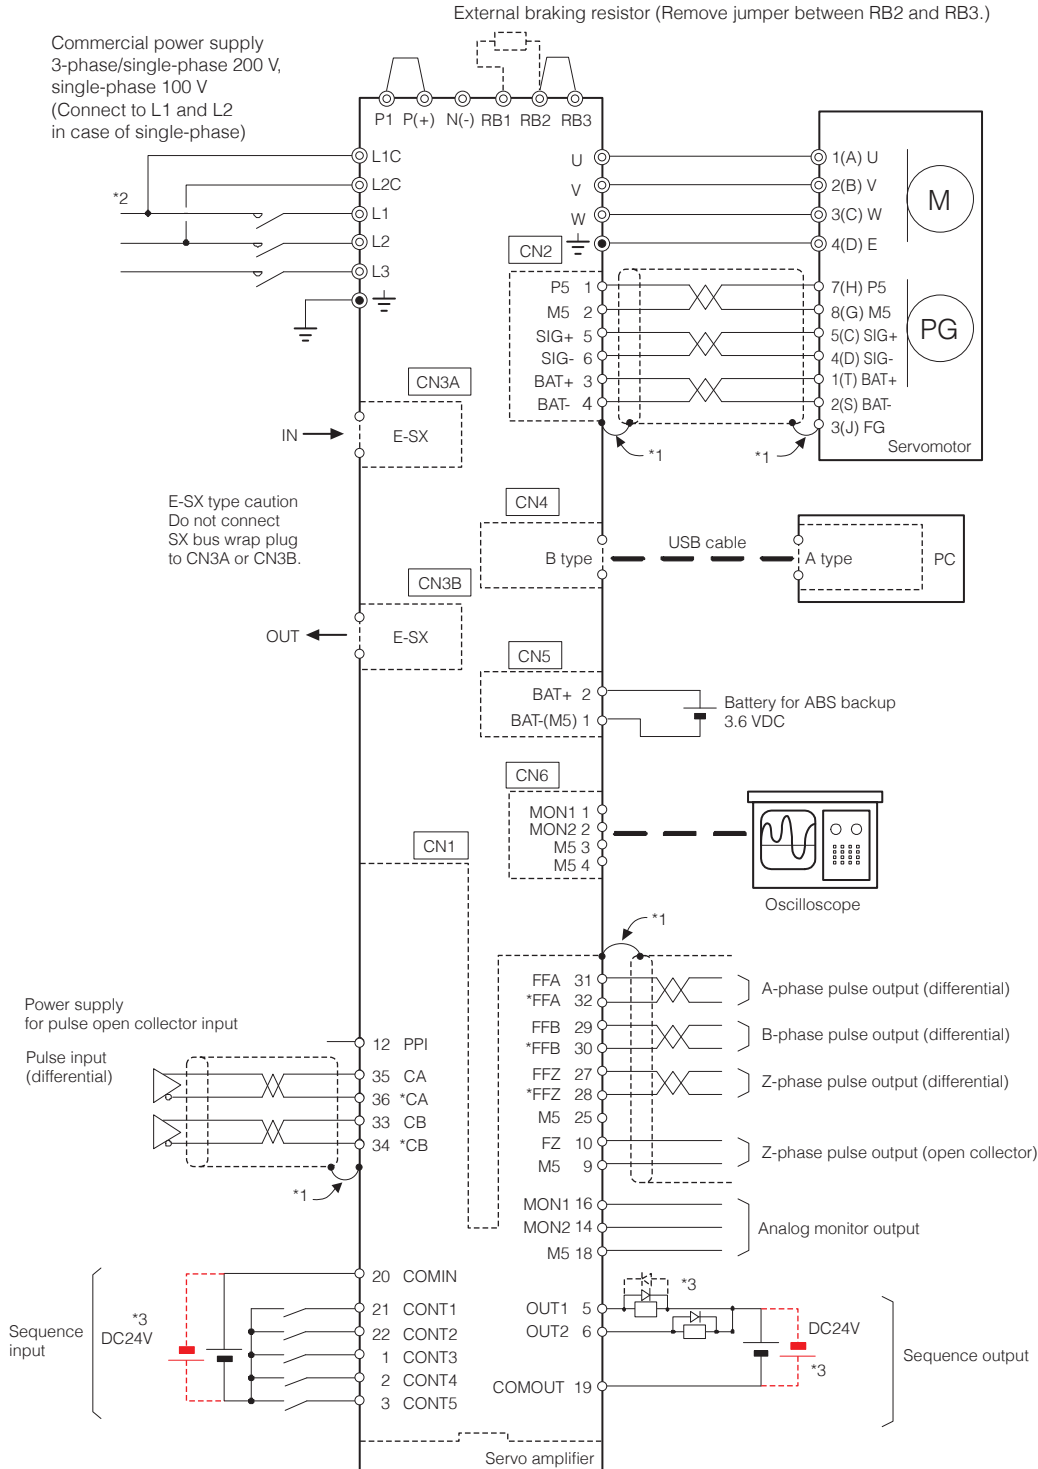 External braking resistor (Remove jumper between RB2 and RB3.)
Commercial power supply
3-phase/single-phase 200 V,
single-phase 100 V
(Connect to L1 and L2
in case of single-phase)
P1 P(+) N(-) RB1 RB2 RB3
L1C
L2C
*2
L1
L2
L3
U
V
W
CN2
1(A) U
2(B) V
3(C) W
4(D) E
M
P5 1
M5 2
SIG+ 5
SIG- 6
BAT+ 3
BAT- 4
7(H) P5
8(G) M5
5(C) SIG+
4(D) SIG-
1(T) BAT+
2(S) BAT-
3(J) FG
PG
Servomotor
*1
*1
CN3A
IN
E-SX
E-SX type caution
Do not connect
SX bus wrap plug
to CN3A or CN3B.
CN4
B type
USB cable
A type
PC
CN3B
OUT
E-SX
CN5
BAT+ 2
BAT-(M5) 1
Battery for ABS backup
3.6 VDC
CN6
MON1 1
MON2 2
M5 3
M5 4
Oscilloscope
CN1
*1
FFA 31
*FFA 32
A-phase pulse output (differential)
FFB 29
*FFB 30
B-phase pulse output (differential)
FFZ 27
*FFZ 28
Z-phase pulse output (differential)
M5 25
FZ 10
M5 9
Z-phase pulse output (open collector)
MON1 16
MON2 14
M5 18
Analog monitor output
Power supply
for pulse open collector input
Pulse input
(differential)
12 PPI
35 CA
36 *CA
33 CB
34 *CB
*1
20 COMIN
21 CONT1
22 CONT2
1 CONT3
2 CONT4
3 CONT5
Sequence
input
*3
DC24V
OUT1 5
OUT2 6
COMOUT 19
*3
DC24V
*3
Sequence output
Servo amplifier